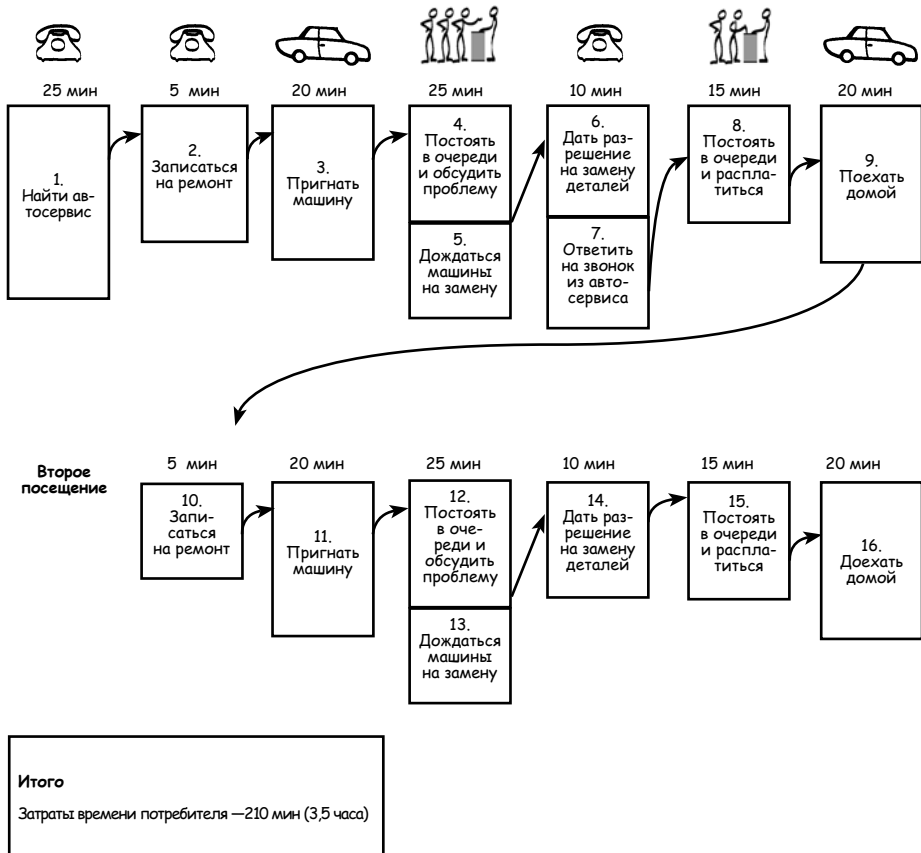 25 мин
5 мин
20 мин
25 мин
10 мин
15 мин
20 мин
1.
Найти ав-
тосервис
2.
Записаться
на ремонт
3.
Пригнать
машину
4.
Постоять
в очереди
и обсудить
проблему
5.
Дождаться
машины
на замену
6.
Дать раз-
решение
на замену
деталей
7.
Ответить
на звонок
из авто-
сервиса
8.
Постоять
в очереди
и распла-
титься
9.
Поехать
домой
Второе
посещение
5 мин
20 мин
25 мин
10 мин
15 мин
20 мин
10.
Запи-
саться
на ремонт
11.
Пригнать
машину
12.
Постоять
в оче-
реди и
обсудить
проблему
13.
Дождаться
машины
на замену
14.
Дать раз-
решение
на замену
деталей
15.
Постоять
в очереди
и распла-
титься
16.
Доехать
домой
Итого
Затраты времени потребителя —210 мин (3,5 часа)